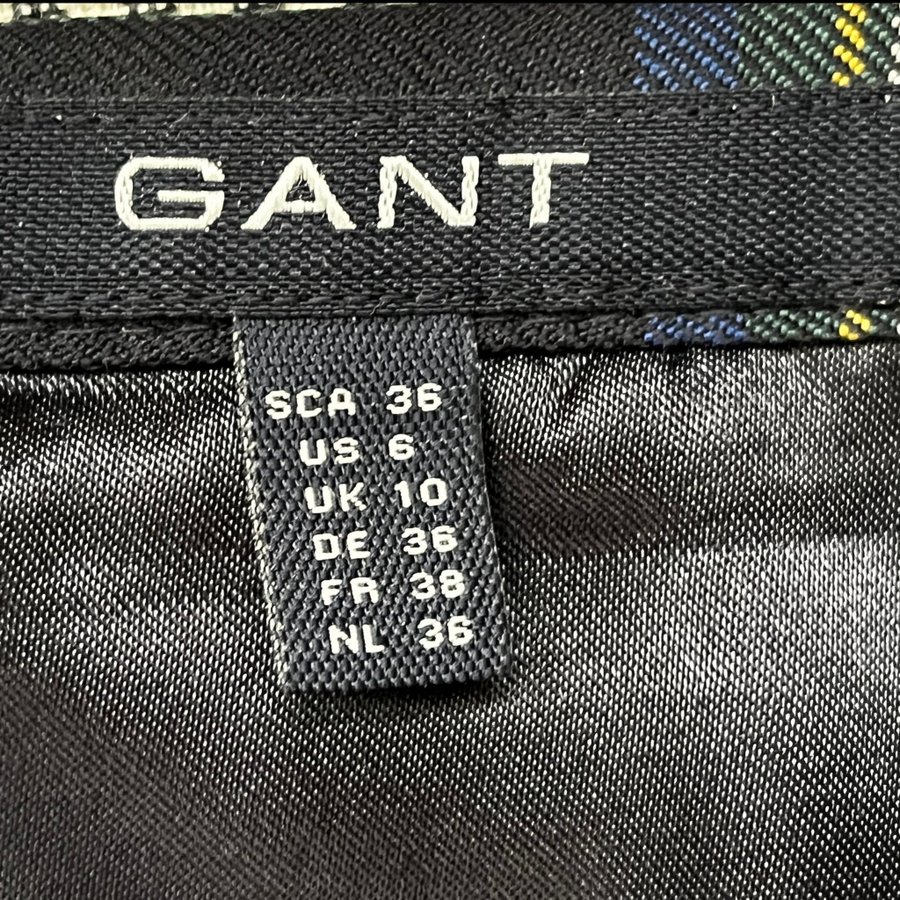 GANT
SCA 36
US 6
UK 10
DE 36
FR 38
NL 36